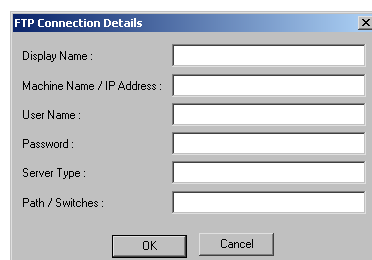 FTP Connection Details
Display Name :
Machine Name / IP Address :
User Name :
Password :
Server Type :
Path / Switches :
OK Cancel